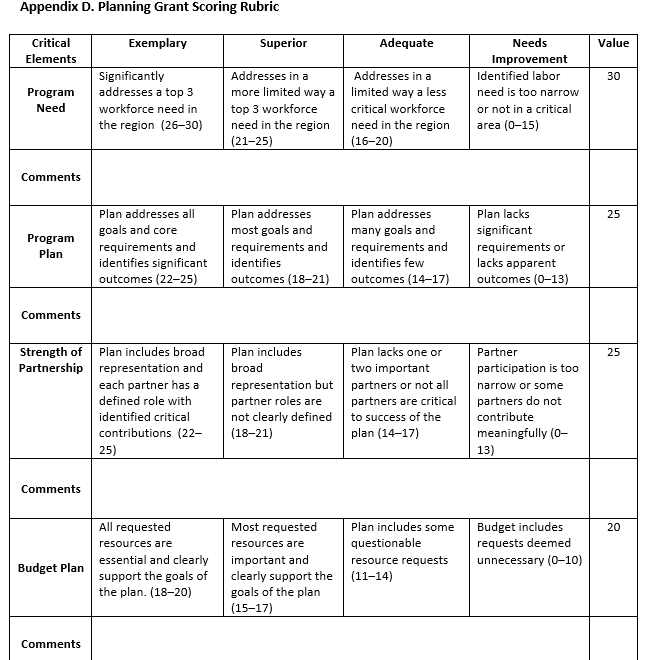 Appendix D. Planning Grant Scoring Rubric
Critical
Elements
Exemplary
Superior
Adequate
Needs
Improvement
Value
Program
Need
Significantly
addresses a top 3
workforce need in
the region (26–30)
Addresses in a
more limited way a
top 3 workforce
need in the region
(21–25)
Addresses in a
limited way a less
critical workforce
need in the region
(16–20)
Identified labor
need is too narrow
or not in a critical
area (0–15)
30
Comments
Program
Plan
Plan addresses all
goals and core
requirements and
identifies significant
outcomes (22–25)
Plan addresses
most goals and
requirements and
identifies
outcomes (18–21)
Plan addresses
many goals and
requirements and
identifies few
outcomes (14–17)
Plan lacks
significant
requirements or
lacks apparent
outcomes (0–13)
25
Comments
Strength of
Partnership
Plan includes broad
representation and
each partner has a
defined role with
identified critical
contributions (22–
25)
Plan includes
broad
representation but
partner roles are
not clearly defined
(18–21)
Plan lacks one or
two important
partners or not all
partners are critical
to success of the
plan (14–17)
Partner
participation is too
narrow or some
partners do not
contribute
meaningfully (0–
13)
25
Comments
Budget Plan
All requested
resources are
essential and clearly
support the goals of
the plan. (18–20)
Most requested
resources are
important and
clearly support the
goals of the plan
(15–17)
Plan includes some
questionable
resource requests
(11–14)
Budget includes
requests deemed
unnecessary (0–10)
20
Comments